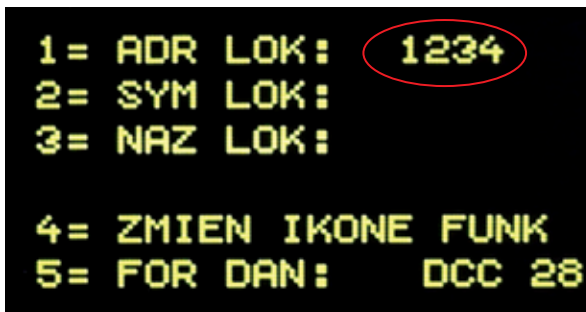 1= ADR LOK: 1234
2= SYM LOK:
3= NAZ LOK:
4= ZMIEN IKONE FUNK
5= FOR DAN: DCC 28